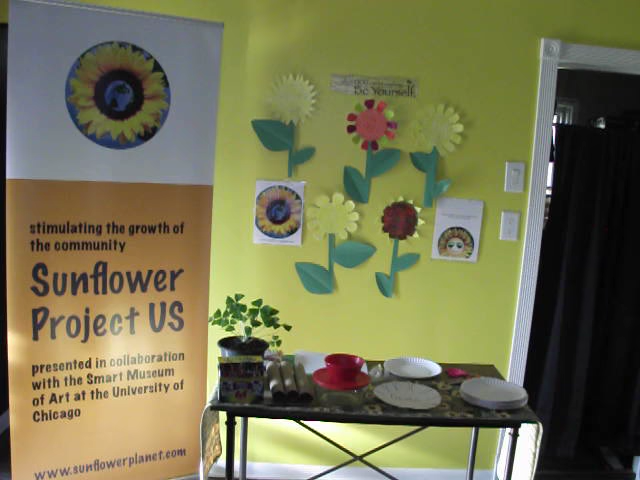 stimulating the growth of
the community
Sunflower
Project US
presented in collaboration
with the Smart Museum
of Art at the University of
Chicago
www.sunflowerplanet.com
Be Yourself